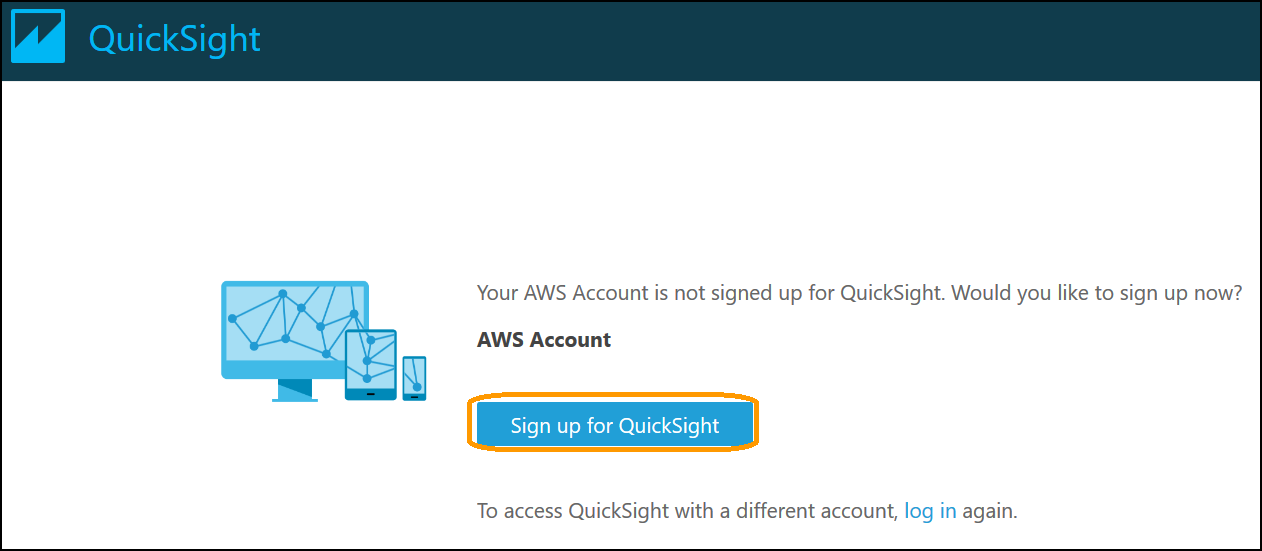 QuickSight
Your AWS Account is not signed up for QuickSight. Would you like to sign up now?
AWS Account
Sign up for QuickSight
To access QuickSight with a different account, log in again.